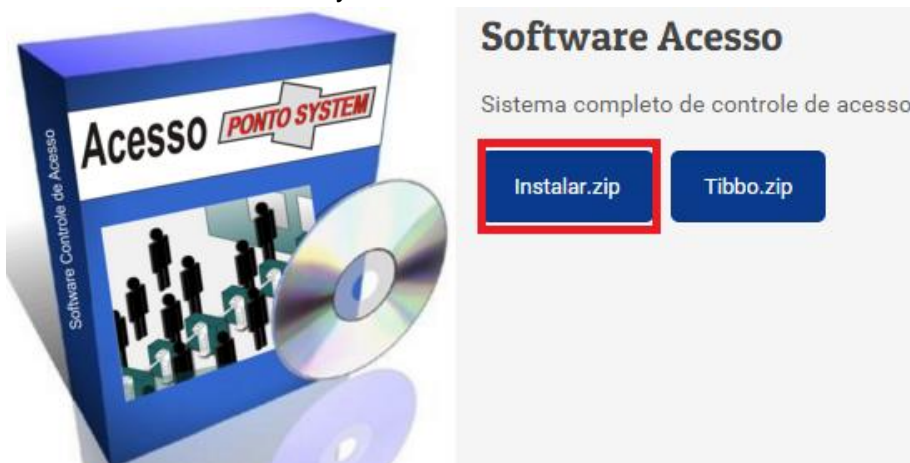 Software Controle de Acesso
Acesso PONTO SYSTEM
Software Acesso
Sistema completo de controle de acesso
Instalar.zip
Tibbo.zip